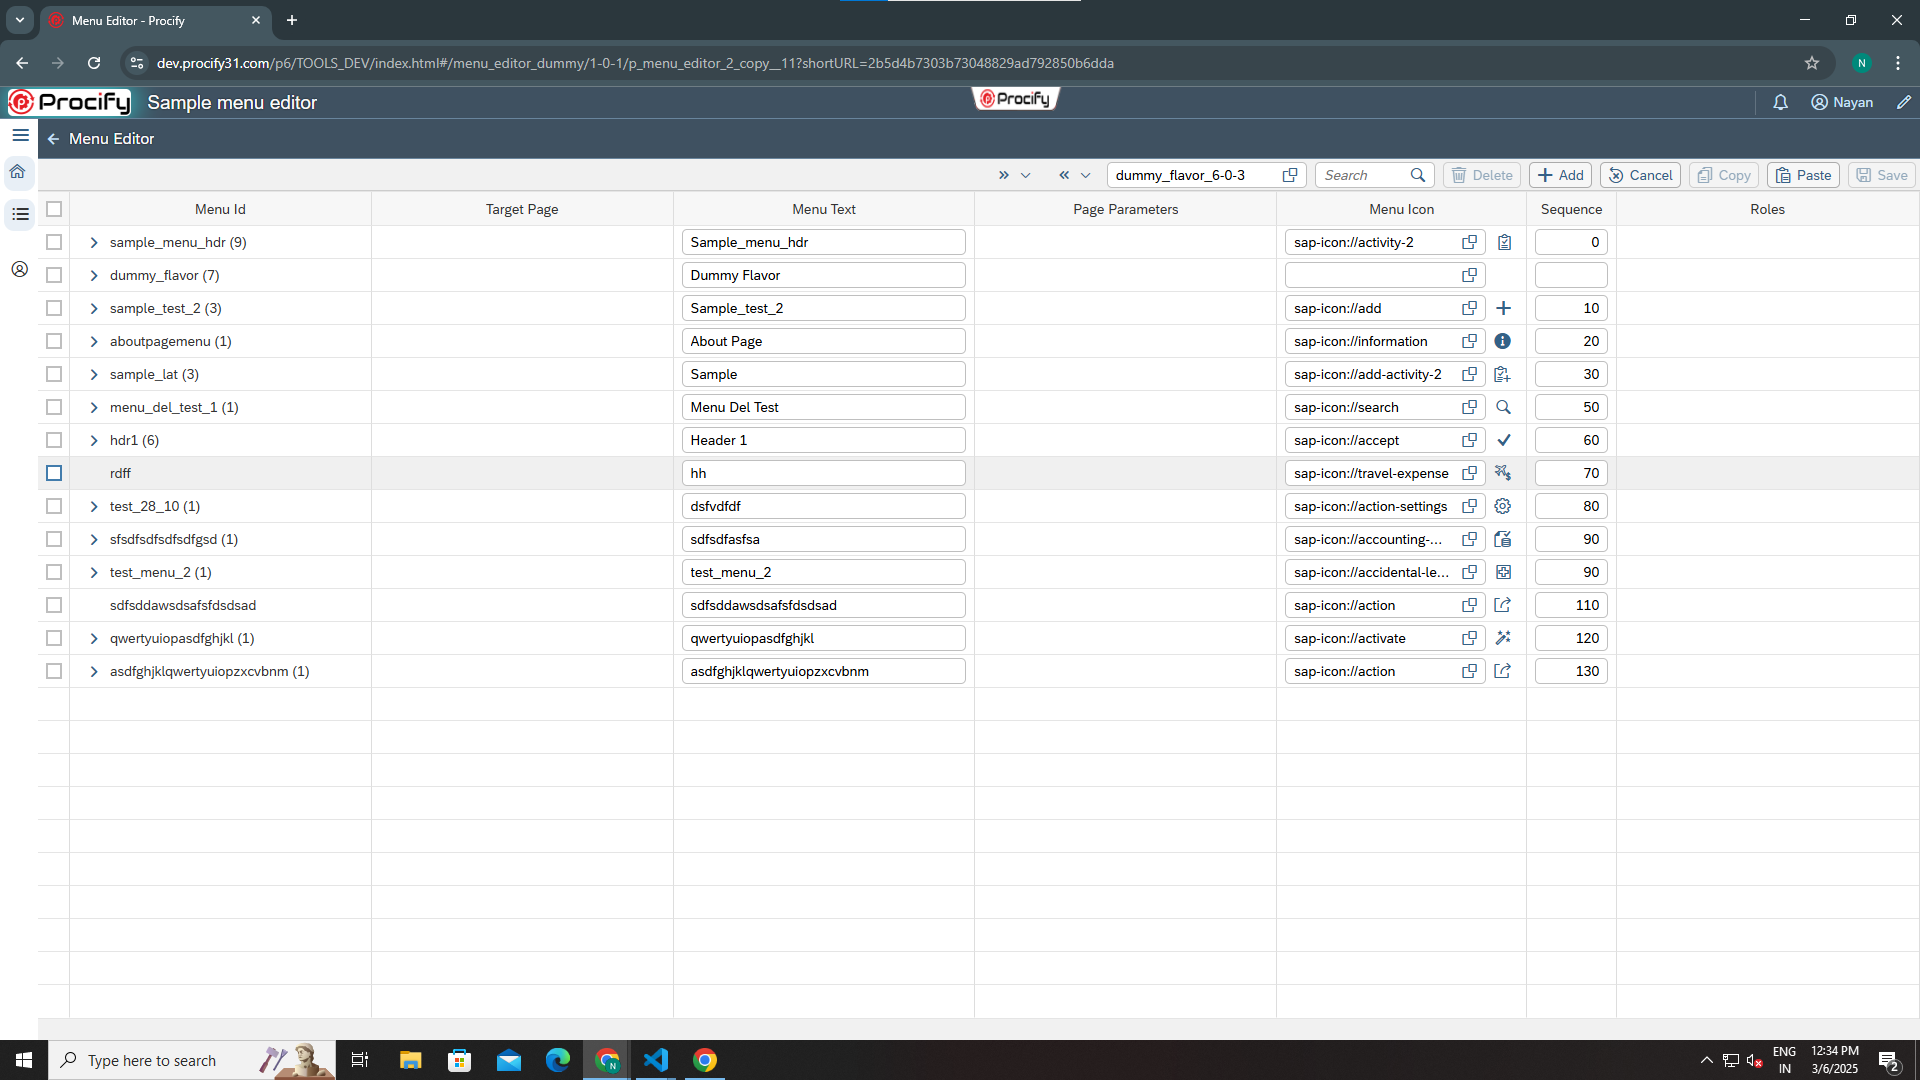 Menu Editor - Procify
dev.procify31.com/p6/TOOLS_DEV/index.html#/menu_editor_dummy/1-0-1/p_menu_editor_2_copy__11?shortURL=2b5d4b7303b73048829ad792850b6dda
N
Procify Sample menu editor
Procify
Nayan
Menu Editor
dummy_flavor_6-0-3 Search Delete Add Cancel Copy Paste Save
Menu Id Target Page Menu Text Page Parameters Menu Icon Sequence Roles
sample_menu_hdr (9) Sample_menu_hdr sap-icon://activity-2 0
dummy_flavor (7) Dummy Flavor
sample_test_2 (3) Sample_test_2 sap-icon://add 10
aboutpagemenu (1) About Page sap-icon://information 20
sample_lat (3) Sample sap-icon://add-activity-2 30
menu_del_test_1 (1) Menu Del Test sap-icon://search 50
hdr1 (6) Header 1 sap-icon://accept 60
rdff hh sap-icon://travel-expense 70
test_28_10 (1) dsfvdfdf sap-icon://action-settings 80
sfsdfsdfsdfsdfgsd (1) sdfsdfasfsa sap-icon://accounting-... 90
test_menu_2 (1) test_menu_2 sap-icon://accidental-le... 90
sdfsddawsdsafsfdsdsad sdfsddawsdsafsfdsdsad sap-icon://action 110
qwertyuiopasdfghjkl (1) qwertyuiopasdfghjkl sap-icon://activate 120
asdfghjklqwertyuiopzxcvbnm (1) asdfghjklqwertyuiopzxcvbnm sap-icon://action 130
Type here to search
N
ENG
IN
12:34 PM
3/6/2025
2